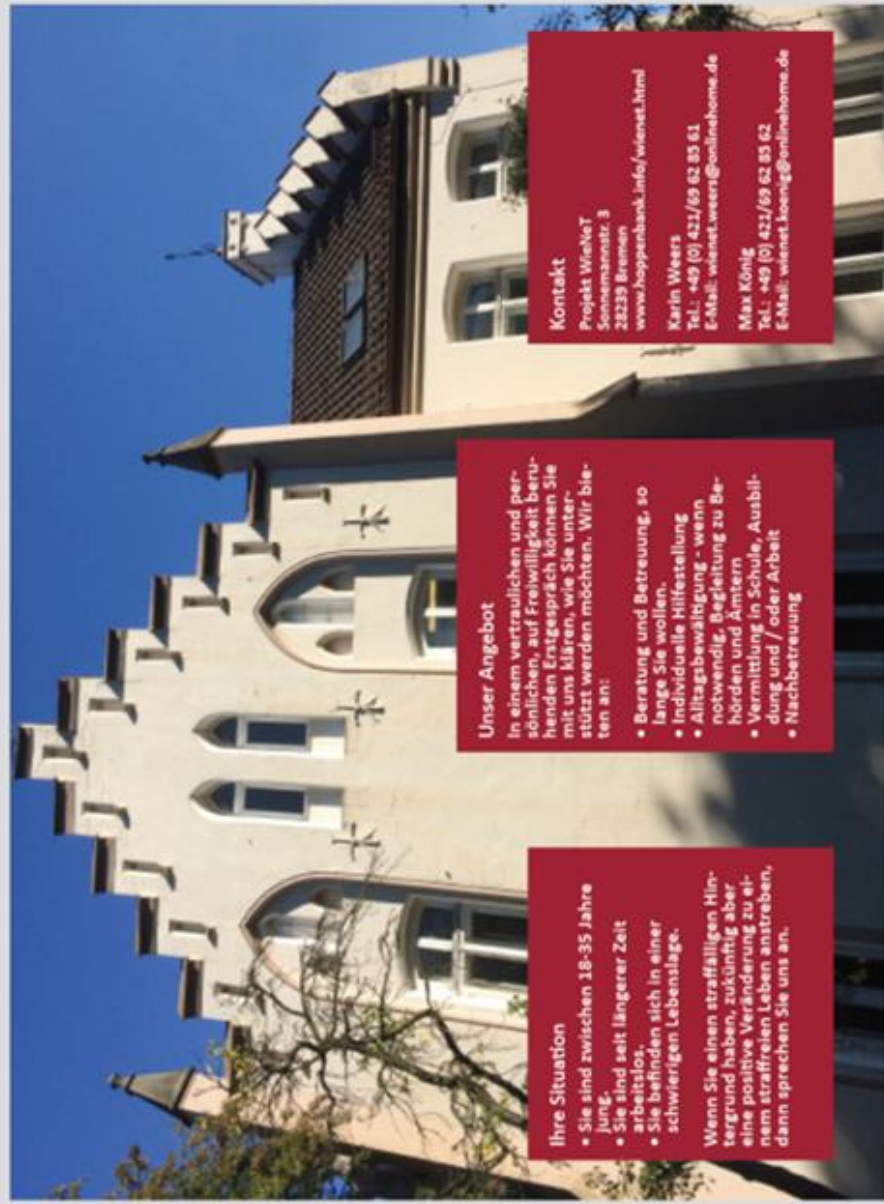 Ihre Situation
• Sie sind zwischen 18-35 Jahre
jung.
• Sie sind seit längerer Zeit
arbeitslos.
• Sie befinden sich in einer
schwierigen Lebenslage.
Wenn Sie einen straffälligen Hin-
tergrund haben, zukünftig aber
eine positive Veränderung zu ei-
nem straffreien Leben anstreben,
dann sprechen Sie uns an.
Unser Angebot
In einem vertraulichen und per-
sönlichen, auf Freiwilligkeit beru-
henden Erstgespräch können Sie
mit uns klären, wie Sie unter-
stützt werden möchten. Wir bie-
ten an:
• Beratung und Betreuung, so
lange Sie wollen.
• Individuelle Hilfestellung
• Alltagsbewältigung - wenn
notwendig, Begleitung zu Be-
hörden und Ämtern
• Vermittlung in Schule, Ausbil-
dung und / oder Arbeit
• Nachbetreuung
Kontakt
Projekt WieNeT
Sonnemannstr. 3
28239 Bremen
www.hoppenbank.info/wienet.html
Karin Weers
Tel.: +49 (0) 421/69 62 85 61
E-Mail: wienet.weers@onlinehome.de
Max König
Tel.: +49 (0) 421/69 62 85 62
E-Mail: wienet.koenig@onlinehome.de